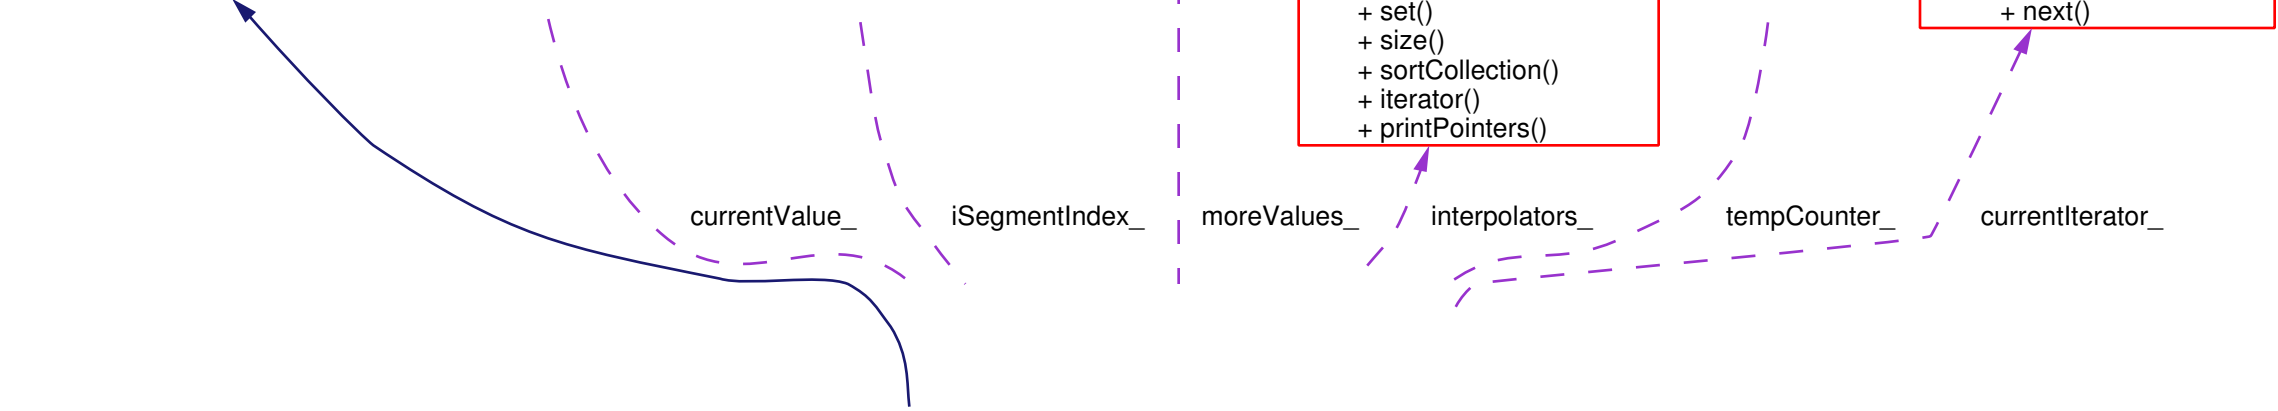 + set()
+ size()
+ sortCollection()
+ iterator()
+ printPointers()
+ next()
currentValue_
iSegmentIndex_
moreValues_
interpolators_
tempCounter_
currentIterator_